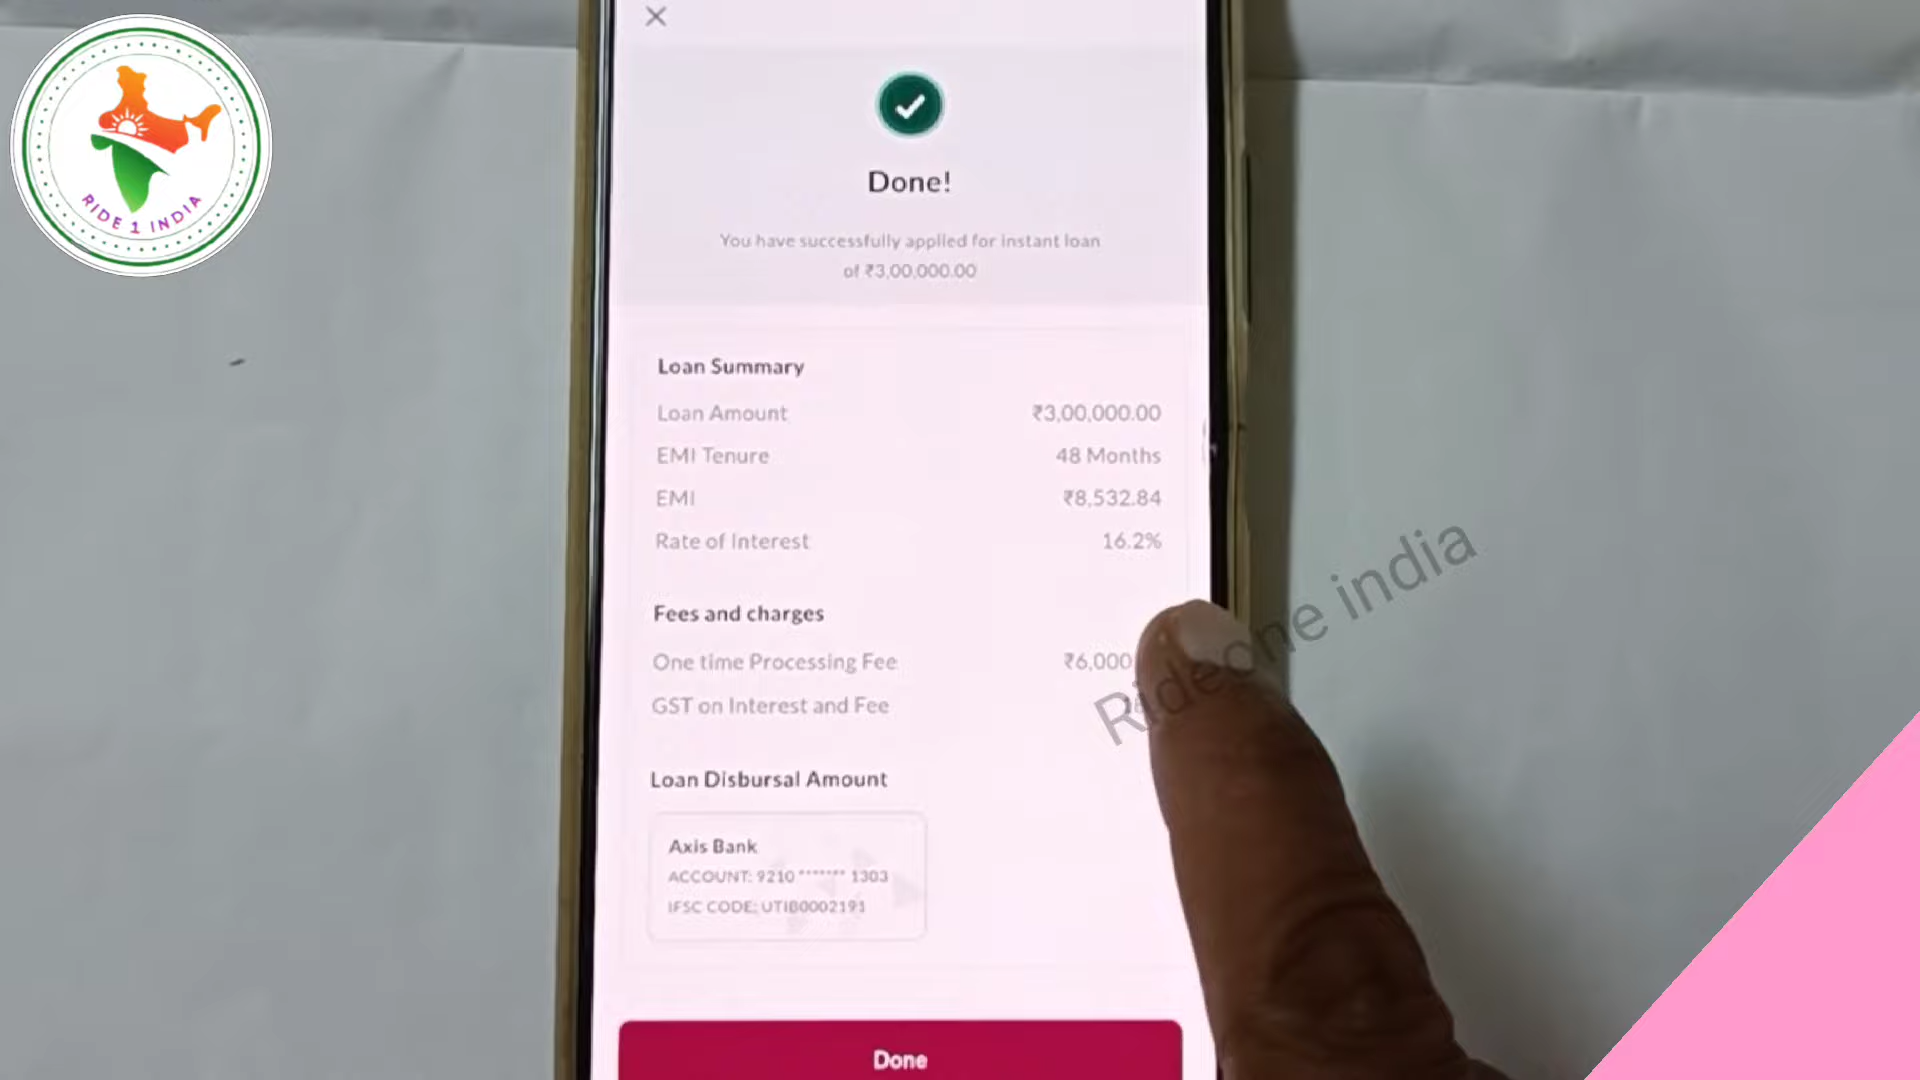 RIDE 1 INDIA
Done!
You have successfully applied for instant loan
of ₹3,00,000.00
Loan Summary
Loan Amount ₹3,00,000.00
EMI Tenure 48 Months
EMI ₹8,532.84
Rate of Interest 16.2%
Fees and charges
One time Processing Fee ₹6,000
GST on Interest and Fee
Rideone india
Loan Disbursal Amount
Axis Bank
ACCOUNT: 9210 ******* 1303
IFSC CODE: UTIB0002191
Done